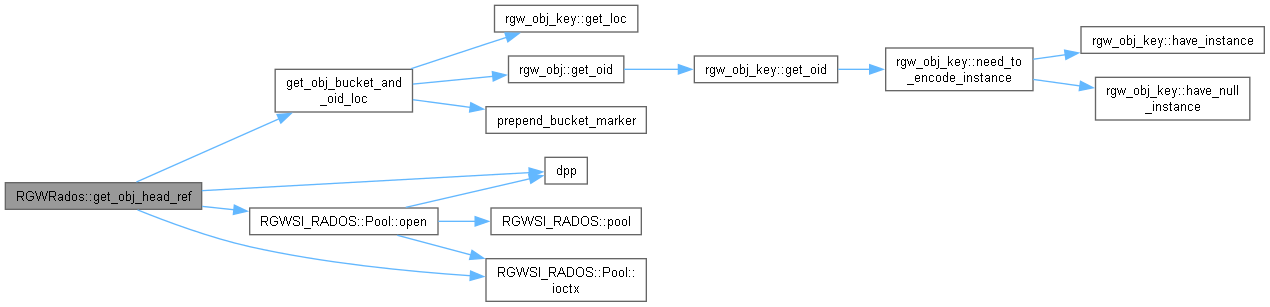 rgw_obj_key::get_loc
rgw_obj_key::have_instance
get_obj_bucket_and
_oid_loc
rgw_obj::get_oid
rgw_obj_key::get_oid
rgw_obj_key::need_to
_encode_instance
rgw_obj_key::have_null
_instance
prepend_bucket_marker
RGWRados::get_obj_head_ref
dpp
RGWSI_RADOS::Pool::open
RGWSI_RADOS::pool
RGWSI_RADOS::Pool::
ioctx